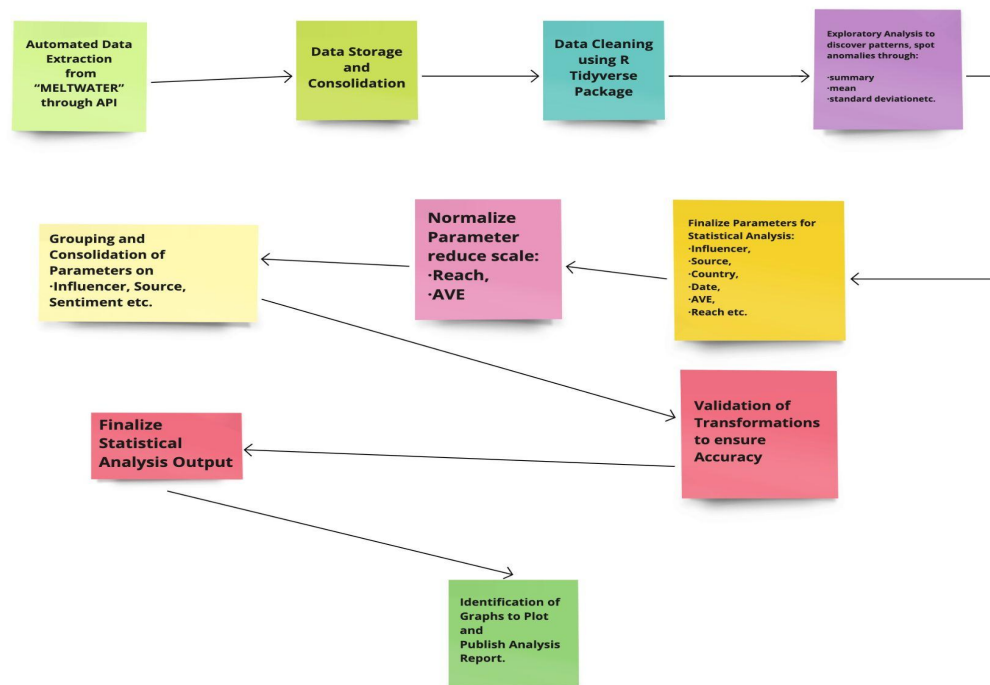 Automated Data
Extraction
from
“MELTWATER”
through API
Data Storage
and
Consolidation
Data Cleaning
using R
Tidyverse
Package
Exploratory Analysis to
discover patterns, spot
anomalies through:
·summary
·mean
·standard deviationetc.
Finalize Parameters for
Statistical Analysis:
·Influencer,
·Source,
·Country,
·Date,
·AVE,
·Reach etc.
Normalize
Parameter
reduce scale:
·Reach,
·AVE
Grouping and
Consolidation of
Parameters on
·Influencer, Source,
Sentiment etc.
Validation of
Transformations
to ensure
Accuracy
Finalize
Statistical
Analysis Output
Identification of
Graphs to Plot
and
Publish Analysis
Report.